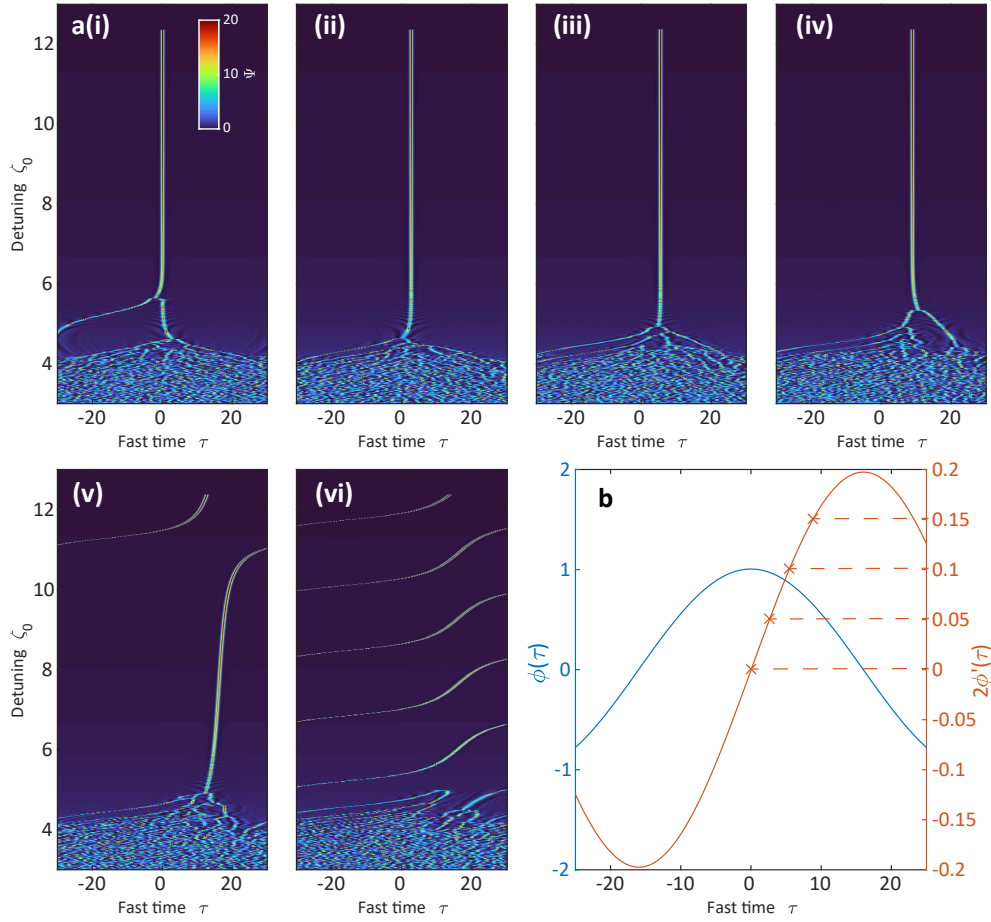 a(i)
(ii)
(iii)
(iv)
20
10
0
Ψ
12
10
8
6
4
Detuning ζ₀
-20 0 20
-20 0 20
-20 0 20
-20 0 20
Fast time τ
Fast time τ
Fast time τ
Fast time τ
(v)
(vi)
b
12
10
8
6
4
Detuning ζ₀
-20 0 20
-20 0 20
Fast time τ
Fast time τ
2
1
0
-1
-2
ϕ(τ)
0.2
0.15
0.1
0.05
0
-0.05
-0.1
-0.15
-0.2
2ϕ'(τ)
-20 -10 0 10 20
Fast time τ